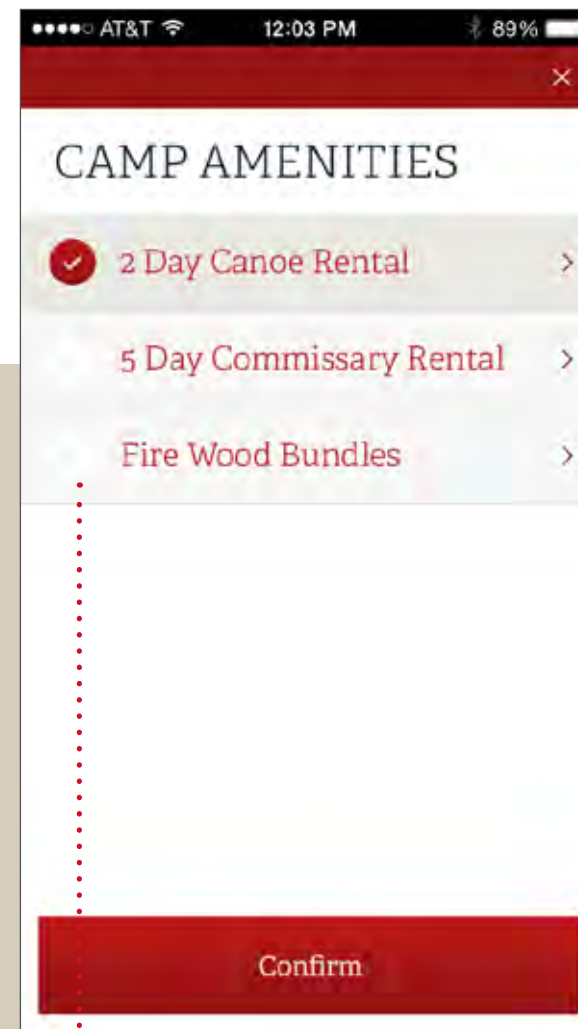 AT&T 12:03 PM 89%
CAMP AMENITIES
2 Day Canoe Rental
5 Day Commissary Rental
Fire Wood Bundles
Confirm